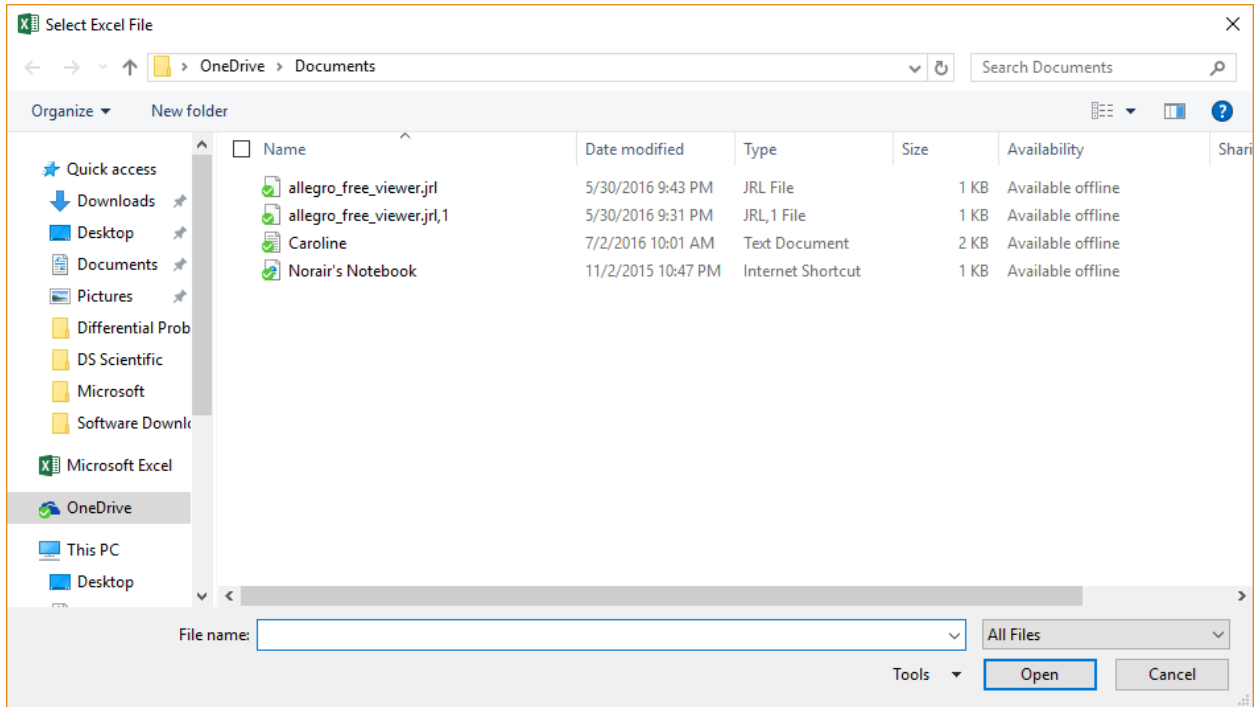 Select Excel File
OneDrive > Documents
Search Documents
Organize
New folder
Name Date modified Type Size Availability Shari
allegro_free_viewer.jrl 5/30/2016 9:43 PM JRL File 1 KB Available offline
allegro_free_viewer.jrl,1 5/30/2016 9:31 PM JRL,1 File 1 KB Available offline
Caroline 7/2/2016 10:01 AM Text Document 2 KB Available offline
Norair's Notebook 11/2/2015 10:47 PM Internet Shortcut 1 KB Available offline
Quick access
Downloads
Desktop
Documents
Pictures
Differential Prob
DS Scientific
Microsoft
Software Downlo
Microsoft Excel
OneDrive
This PC
Desktop
File name:
All Files
Tools
Open
Cancel